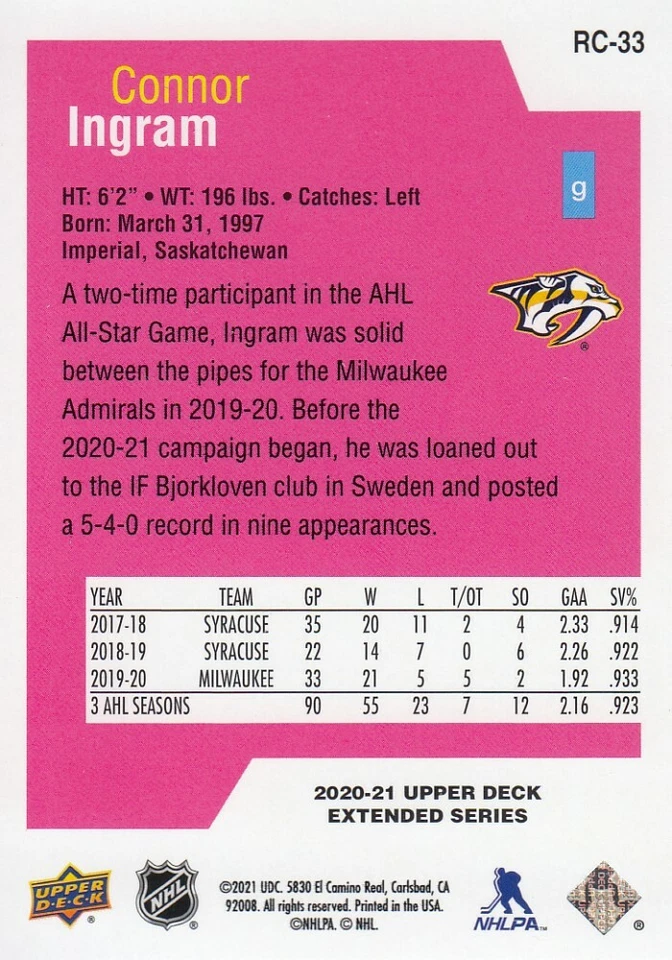 RC-33
Connor
Ingram
g
HT: 6'2" • WT: 196 lbs. • Catches: Left
Born: March 31, 1997
Imperial, Saskatchewan
A two-time participant in the AHL
All-Star Game, Ingram was solid
between the pipes for the Milwaukee
Admirals in 2019-20. Before the
2020-21 campaign began, he was loaned out
to the IF Bjorkloven club in Sweden and posted
a 5-4-0 record in nine appearances.
YEAR TEAM GP W L T/OT SO GAA SV%
2017-18 SYRACUSE 35 20 11 2 4 2.33 .914
2018-19 SYRACUSE 22 14 7 0 6 2.26 .922
2019-20 MILWAUKEE 33 21 5 5 2 1.92 .933
3 AHL SEASONS 90 55 23 7 12 2.16 .923
2020-21 UPPER DECK
EXTENDED SERIES
UPPER
D·E·C·K
®
NHL
®
©2021 UDC. 5830 El Camino Real, Carlsbad, CA
92008. All rights reserved. Printed in the USA.
©NHLPA. © NHL.
NHLPA™
®